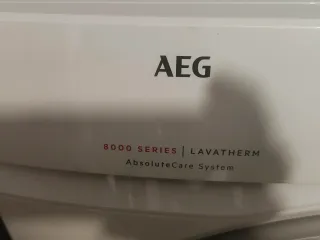 AEG
8000 SERIES | LAVATHERM
AbsoluteCare System